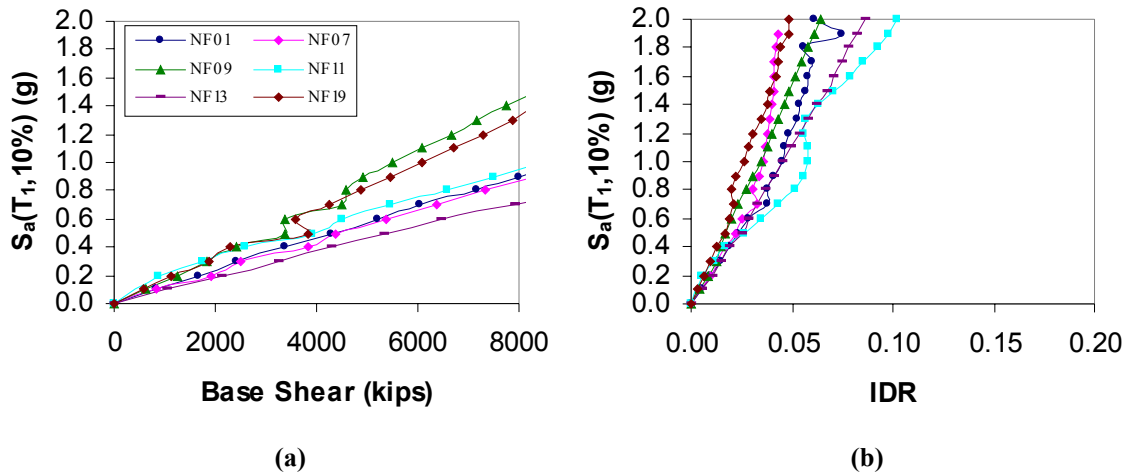 2.0
1.8
1.6
1.4
1.2
1.0
0.8
0.6
0.4
0.2
0.0
Sa(T1,10%) (g)
NF01 NF07
NF09 NF11
NF13 NF19
0 2000 4000 6000 8000
Base Shear (kips)
(a)
2.0
1.8
1.6
1.4
1.2
1.0
0.8
0.6
0.4
0.2
0.0
Sa(T1,10%) (g)
0.00 0.05 0.10 0.15 0.20
IDR
(b)